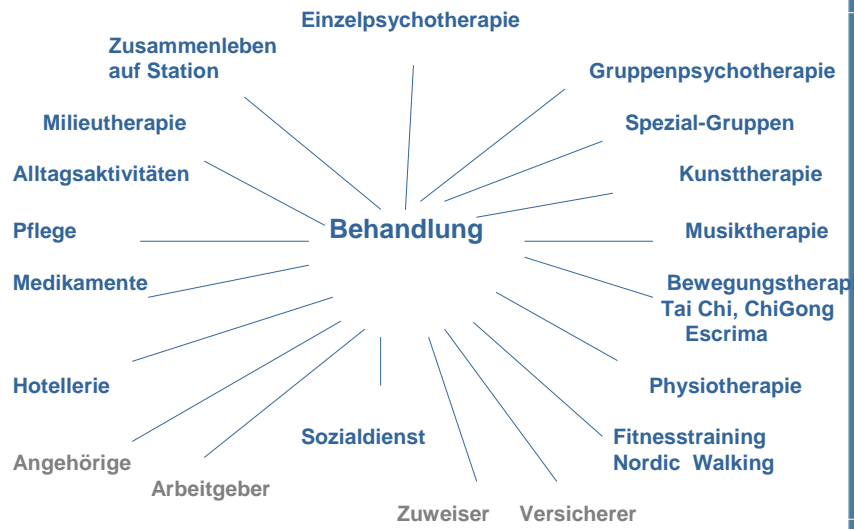 Einzelpsychotherapie
Zusammenleben
auf Station
Gruppenpsychotherapie
Milieutherapie
Spezial-Gruppen
Alltagsaktivitäten
Kunsttherapie
Pflege
Behandlung
Musiktherapie
Medikamente
Bewegungstherap
Tai Chi, ChiGong
Escrima
Hotellerie
Physiotherapie
Sozialdienst
Fitnesstraining
Nordic Walking
Angehörige
Arbeitgeber
Zuweiser
Versicherer